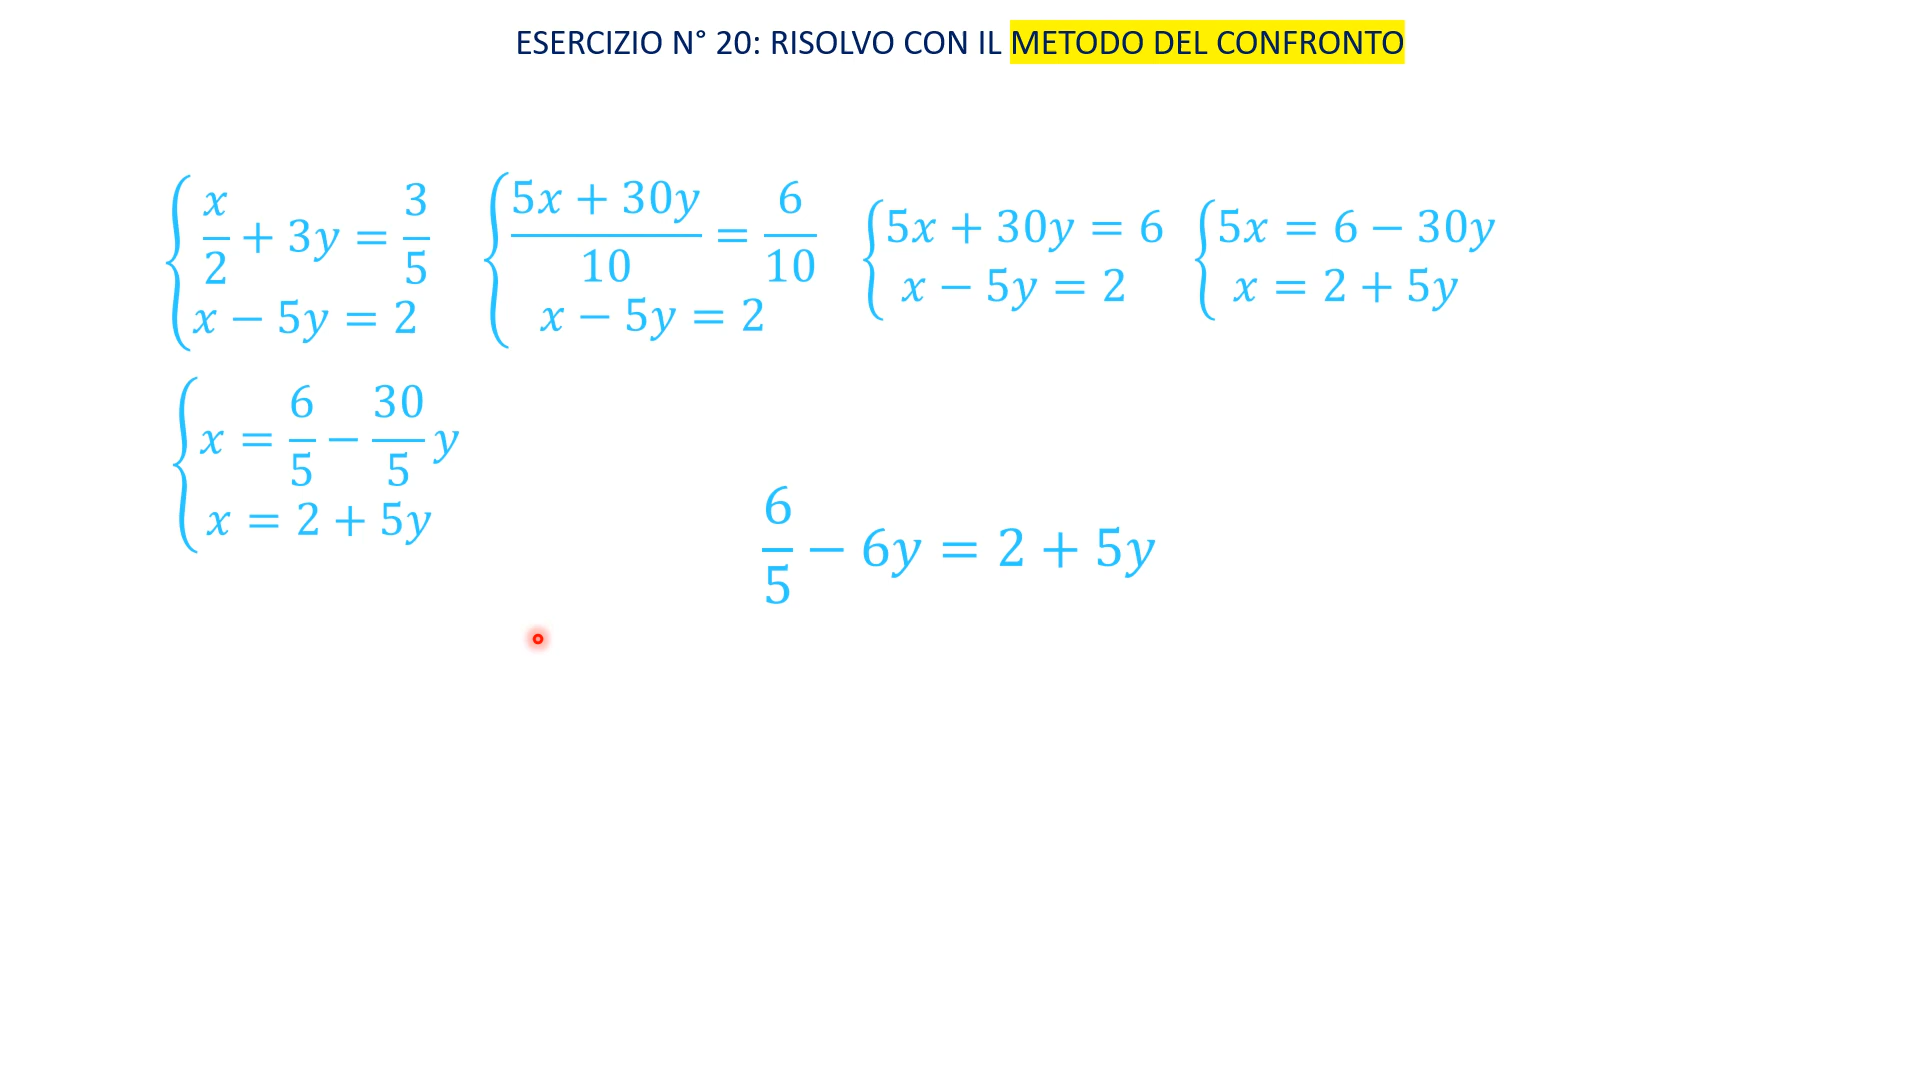 ESERCIZIO N° 20: RISOLVO CON IL METODO DEL CONFRONTO
{ x/2 + 3y = 3/5
x − 5y = 2
{ (5x + 30y)/10 = 6/10
x − 5y = 2
{ 5x + 30y = 6
x − 5y = 2
{ 5x = 6 − 30y
x = 2 + 5y
{ x = 6/5 − 30/5 y
x = 2 + 5y
6/5 − 6y = 2 + 5y